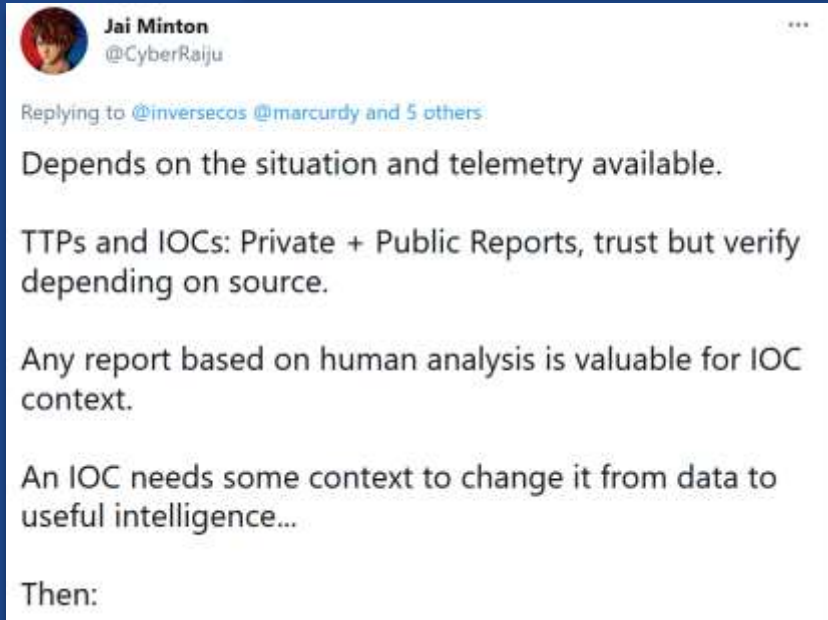 Jai Minton
@CyberRaiju
Replying to @inversecos @marcurdy and 5 others
Depends on the situation and telemetry available.
TTPs and IOCs: Private + Public Reports, trust but verify
depending on source.
Any report based on human analysis is valuable for IOC
context.
An IOC needs some context to change it from data to
useful intelligence...
Then: